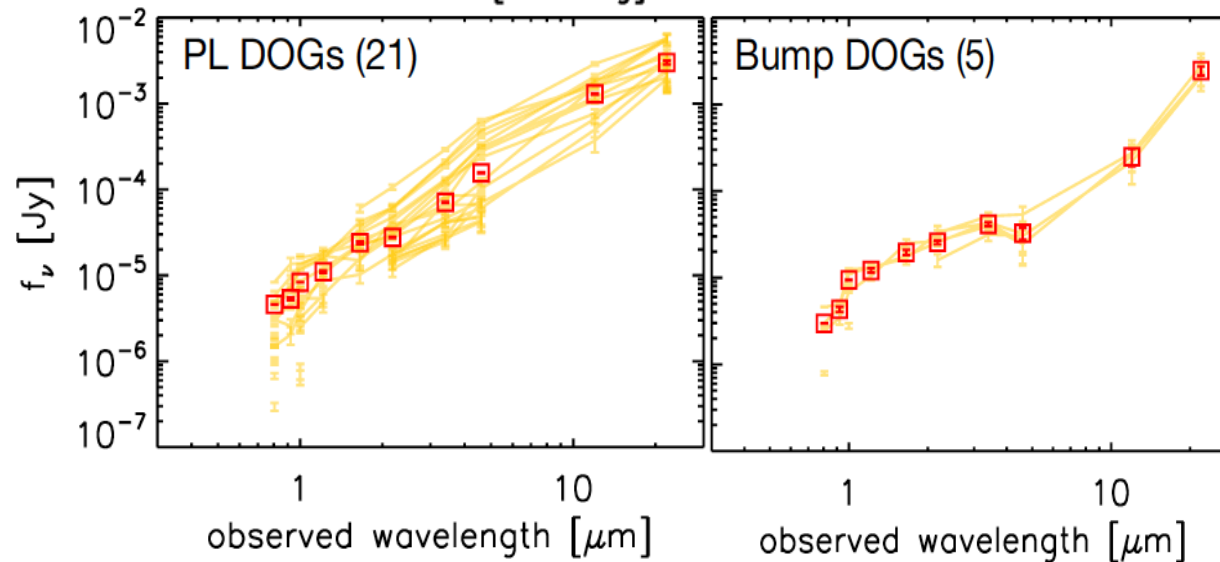 PL DOGs (21)
Bump DOGs (5)
10⁻²
10⁻³
10⁻⁴
10⁻⁵
10⁻⁶
10⁻⁷
fν [Jy]
1 10
1 10
observed wavelength [μm]
observed wavelength [μm]